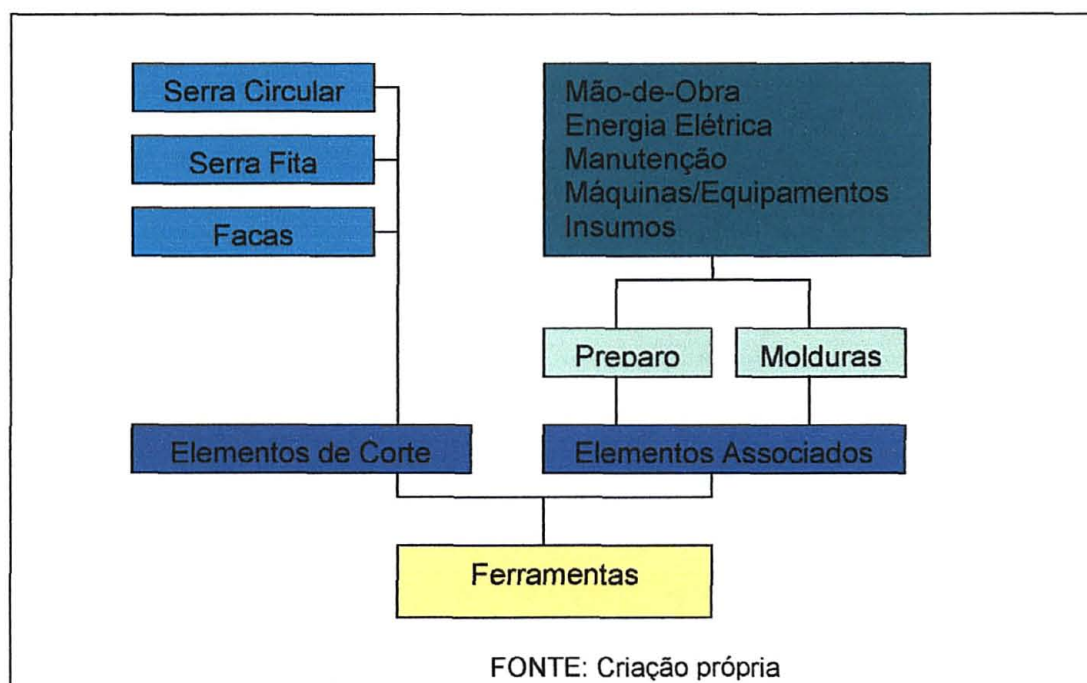 Serra Circular
Serra Fita
Facas
Mão-de-Obra
Energia Elétrica
Manutenção
Máquinas/Equipamentos
Insumos
Preparo
Molduras
Elementos de Corte
Elementos Associados
Ferramentas
FONTE: Criação própria